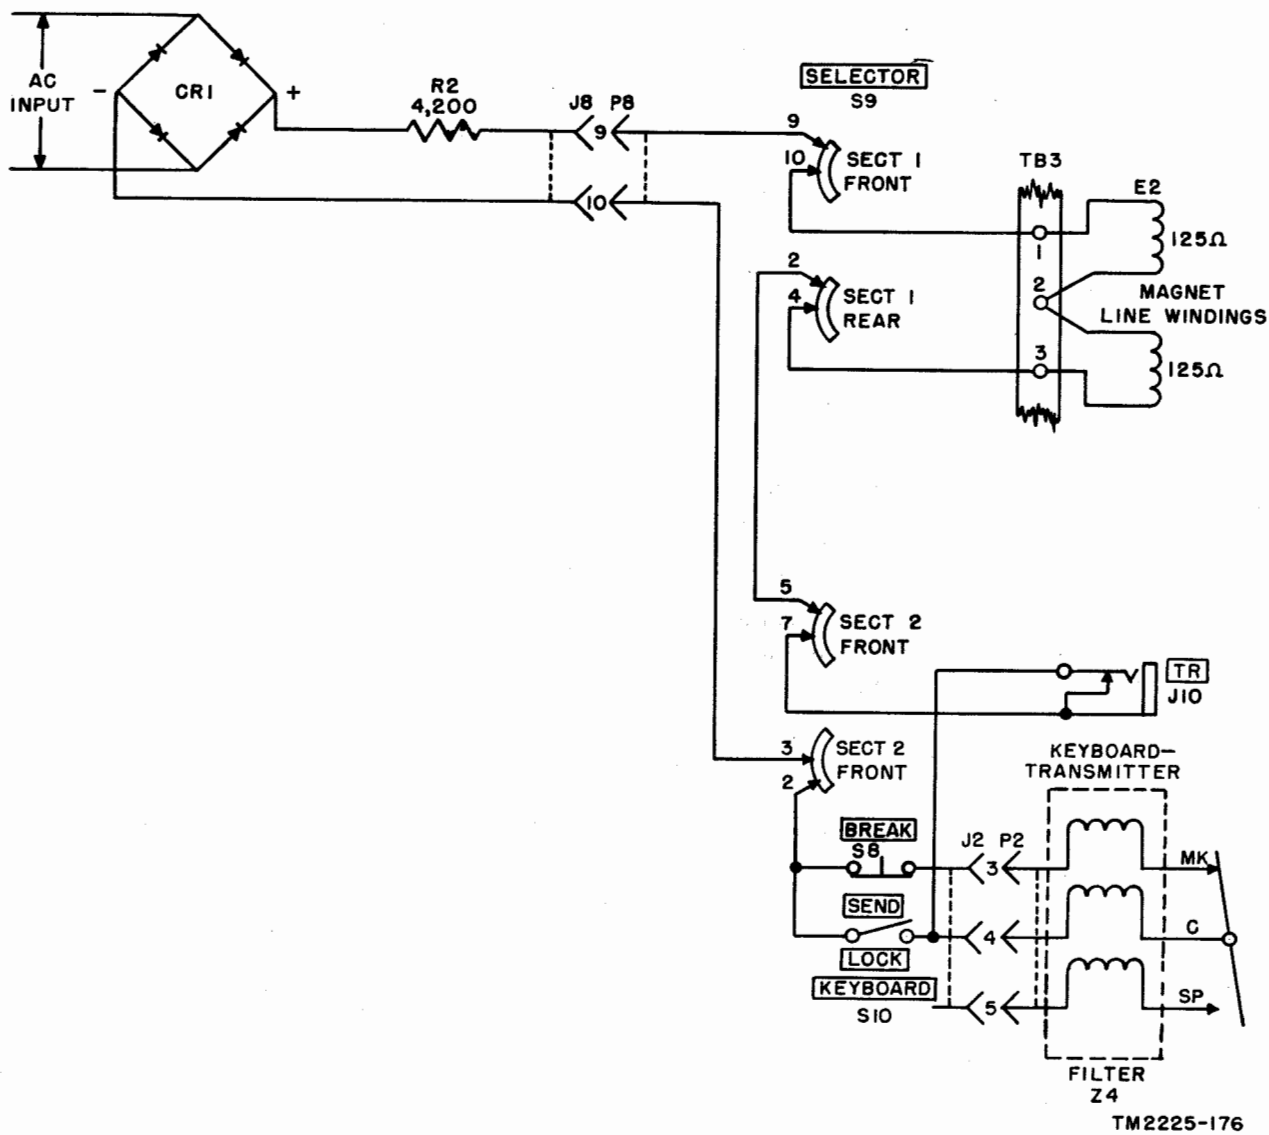 AC
INPUT
-
CR1
+
R2
4,200
J8 P8
9
10
SELECTOR
S9
9
10
SECT 1
FRONT
TB3
E2
1
125Ω
2
4
SECT 1
REAR
2
MAGNET
LINE WINDINGS
3
125Ω
5
7
SECT 2
FRONT
TR
J10
3
2
SECT 2
FRONT
KEYBOARD-
TRANSMITTER
BREAK
S8
J2 P2
3
MK
SEND
4
C
LOCK
KEYBOARD
S10
5
SP
FILTER
Z4
TM2225-176